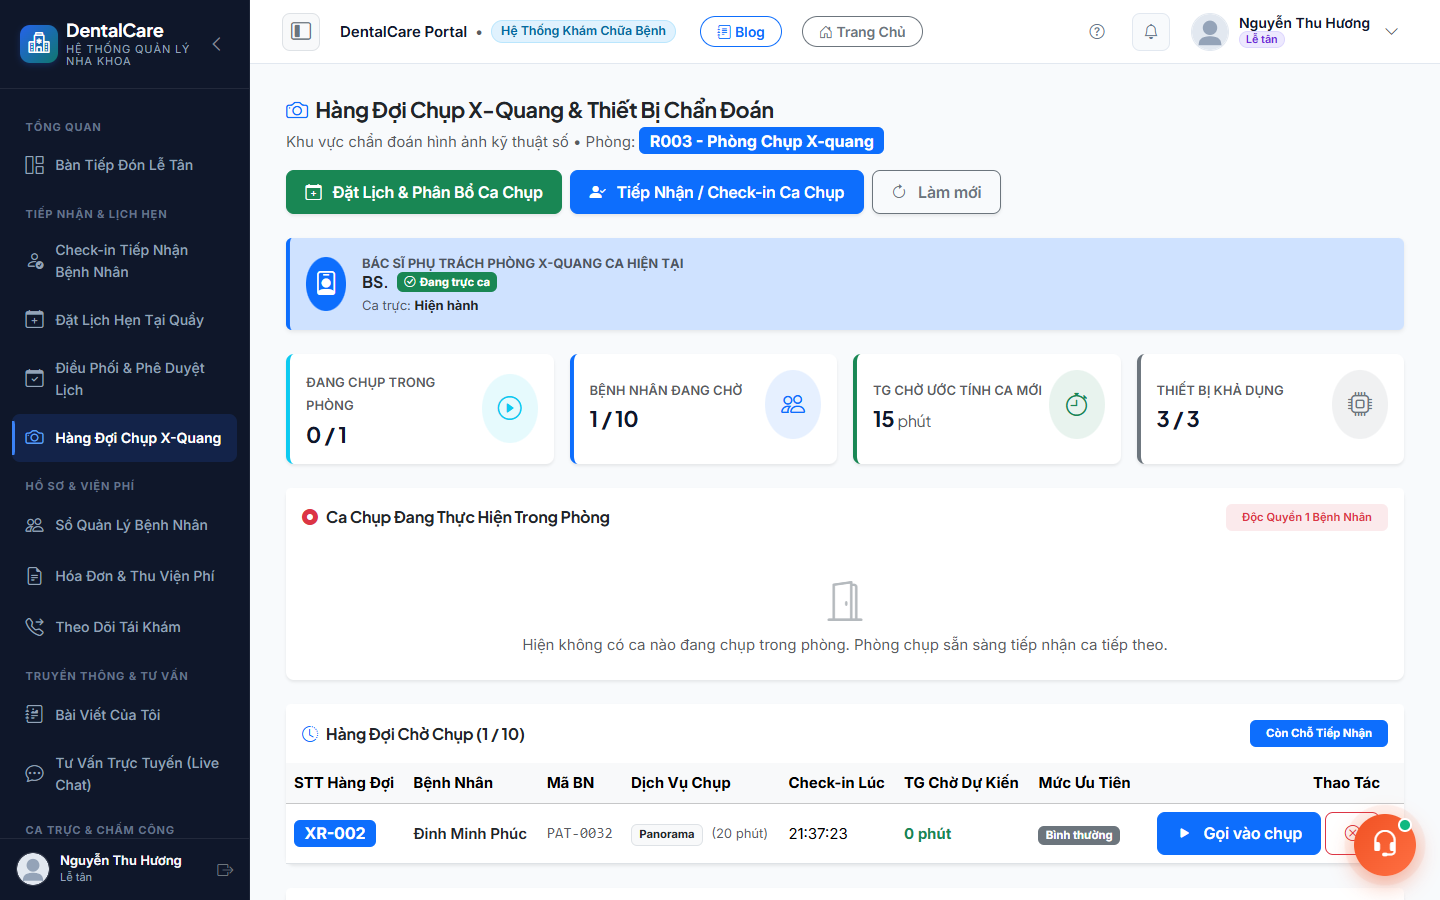 DentalCare
HỆ THỐNG QUẢN LÝ
NHA KHOA
TỔNG QUAN
Bàn Tiếp Đón Lễ Tân
TIẾP NHẬN & LỊCH HẸN
Check-in Tiếp Nhận
Bệnh Nhân
Đặt Lịch Hẹn Tại Quầy
Điều Phối & Phê Duyệt
Lịch
Hàng Đợi Chụp X-Quang
HỒ SƠ & VIỆN PHÍ
Sổ Quản Lý Bệnh Nhân
Hóa Đơn & Thu Viện Phí
Theo Dõi Tái Khám
TRUYỀN THÔNG & TƯ VẤN
Bài Viết Của Tôi
Tư Vấn Trực Tuyến (Live
Chat)
CA TRỰC & CHẤM CÔNG
Nguyễn Thu Hương
Lễ tân
DentalCare Portal • Hệ Thống Khám Chữa Bệnh Blog Trang Chủ
Nguyễn Thu Hương
Lễ tân
Hàng Đợi Chụp X-Quang & Thiết Bị Chẩn Đoán
Khu vực chẩn đoán hình ảnh kỹ thuật số • Phòng: R003 - Phòng Chụp X-quang
Đặt Lịch & Phân Bổ Ca Chụp Tiếp Nhận / Check-in Ca Chụp Làm mới
BÁC SĨ PHỤ TRÁCH PHÒNG X-QUANG CA HIỆN TẠI
BS. Đang trực ca
Ca trực: Hiện hành
ĐANG CHỤP TRONG
PHÒNG
0 / 1
BỆNH NHÂN ĐANG CHỜ
1 / 10
TG CHỜ ƯỚC TÍNH CA MỚI
15 phút
THIẾT BỊ KHẢ DỤNG
3 / 3
Ca Chụp Đang Thực Hiện Trong Phòng
Độc Quyền 1 Bệnh Nhân
Hiện không có ca nào đang chụp trong phòng. Phòng chụp sẵn sàng tiếp nhận ca tiếp theo.
Hàng Đợi Chờ Chụp (1 / 10)
Còn Chỗ Tiếp Nhận
STT Hàng Đợi Bệnh Nhân Mã BN Dịch Vụ Chụp Check-in Lúc TG Chờ Dự Kiến Mức Ưu Tiên Thao Tác
XR-002 Đinh Minh Phúc PAT-0032 Panorama (20 phút) 21:37:23 0 phút Bình thường Gọi vào chụp